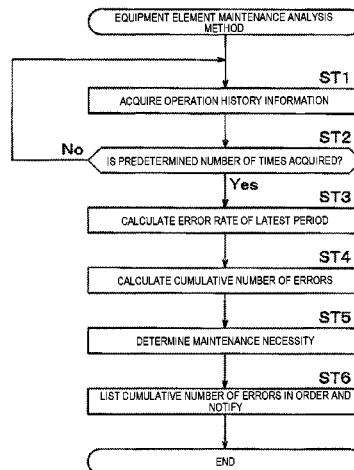 EQUIPMENT ELEMENT MAINTENANCE ANALYSIS
METHOD
ST1
ACQUIRE OPERATION HISTORY INFORMATION
ST2
No
IS PREDETERMINED NUMBER OF TIMES ACQUIRED?
Yes
ST3
CALCULATE ERROR RATE OF LATEST PERIOD
ST4
CALCULATE CUMULATIVE NUMBER OF ERRORS
ST5
DETERMINE MAINTENANCE NECESSITY
ST6
LIST CUMULATIVE NUMBER OF ERRORS IN ORDER AND
NOTIFY
END